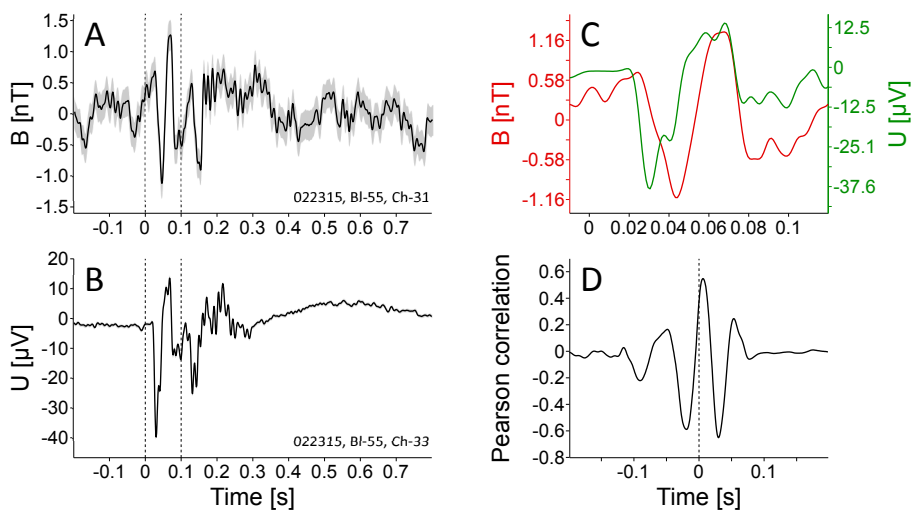 A
B [nT]
1.5
1.0
0.5
0
-0.5
-1.0
-1.5
022315, Bl-55, Ch-31
-0.1 0 0.1 0.2 0.3 0.4 0.5 0.6 0.7
B
U [µV]
20
10
0
-10
-20
-30
-40
022315, Bl-55, Ch-33
-0.1 0 0.1 0.2 0.3 0.4 0.5 0.6 0.7
Time [s]
C
B [nT]
1.16
0.58
0
-0.58
-1.16
12.5
0
-12.5
-25.1
-37.6
U [µV]
0 0.02 0.04 0.06 0.08 0.1
D
Pearson correlation
0.6
0.4
0.2
0
-0.2
-0.4
-0.6
-0.8
-0.1 0 0.1
Time [s]